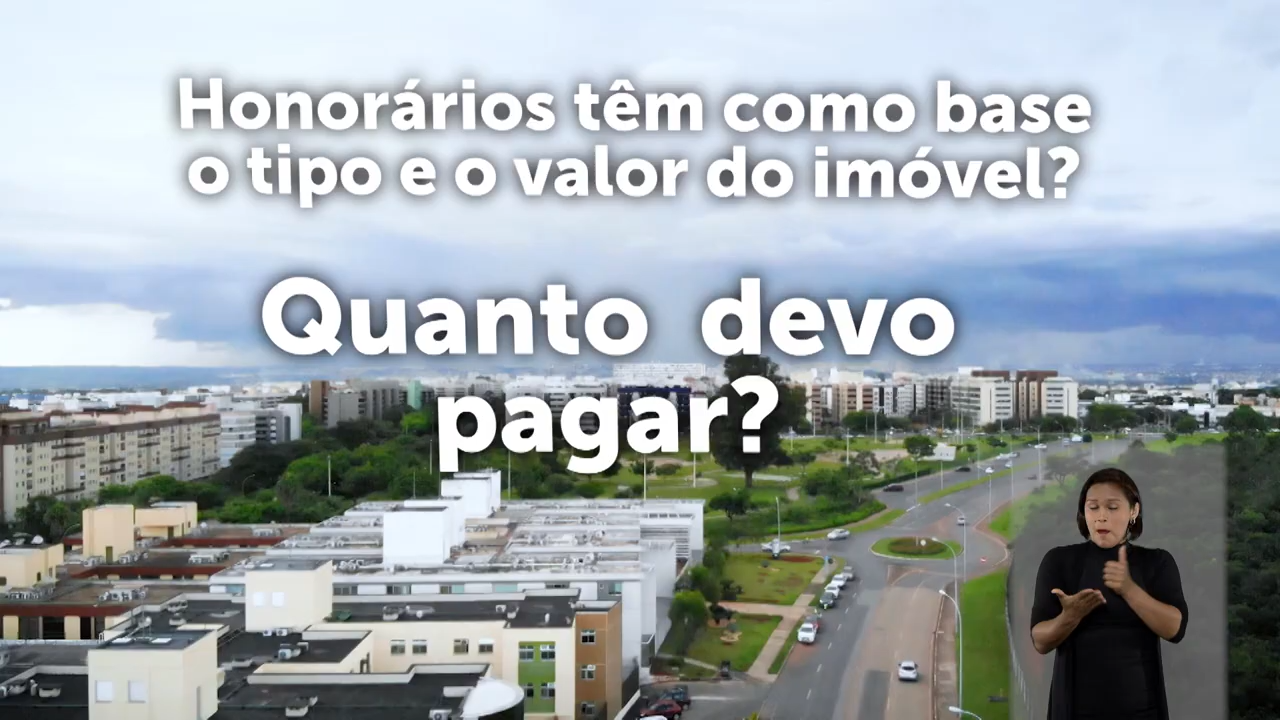 Honorários têm como base
o tipo e o valor do imóvel?
Quanto devo
pagar?